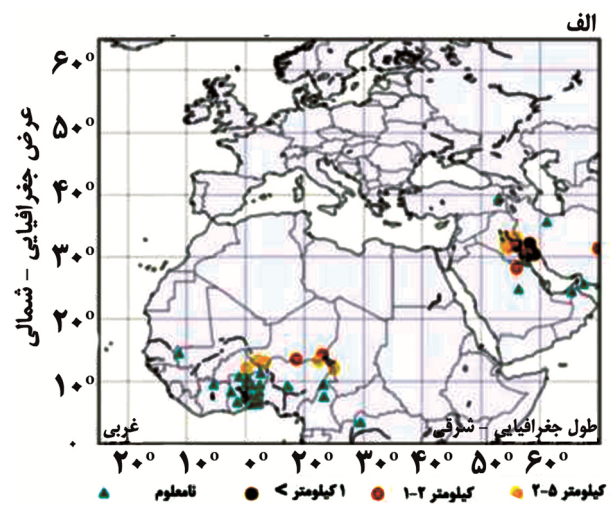 الف
۶۰°
۵۰°
۴۰°
۳۰°
۲۰°
۱۰°
۰
عرض جغرافیایی - شمالی
غربی
طول جغرافیایی - شرقی
۲۰° ۱۰° ۰° ۲۰° ۳۰° ۴۰° ۵۰° ۶۰°
نامعلوم
۱ کیلومتر >
۱-۲ کیلومتر
۲-۵ کیلومتر